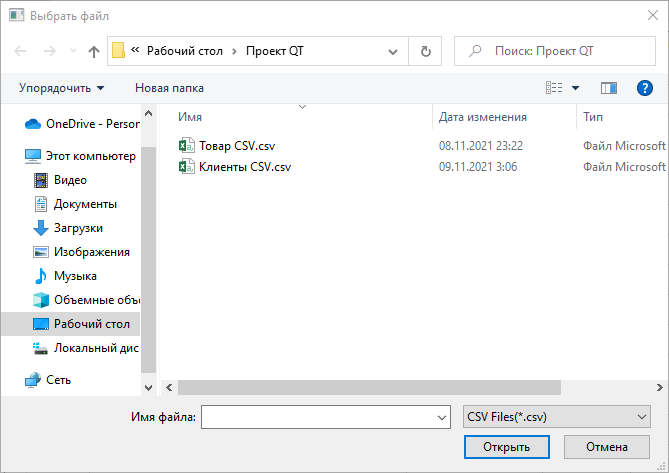 Выбрать файл
« Рабочий стол › Проект QT
Поиск: Проект QT
Упорядочить
Новая папка
Имя
Дата изменения
Тип
OneDrive - Person
Этот компьютер
Видео
Документы
Загрузки
Изображения
Музыка
Объемные объ
Рабочий стол
Локальный дис
Сеть
Товар CSV.csv 08.11.2021 23:22 Файл Microsoft
Клиенты CSV.csv 09.11.2021 3:06 Файл Microsoft
Имя файла:
CSV Files(*.csv)
Открыть
Отмена